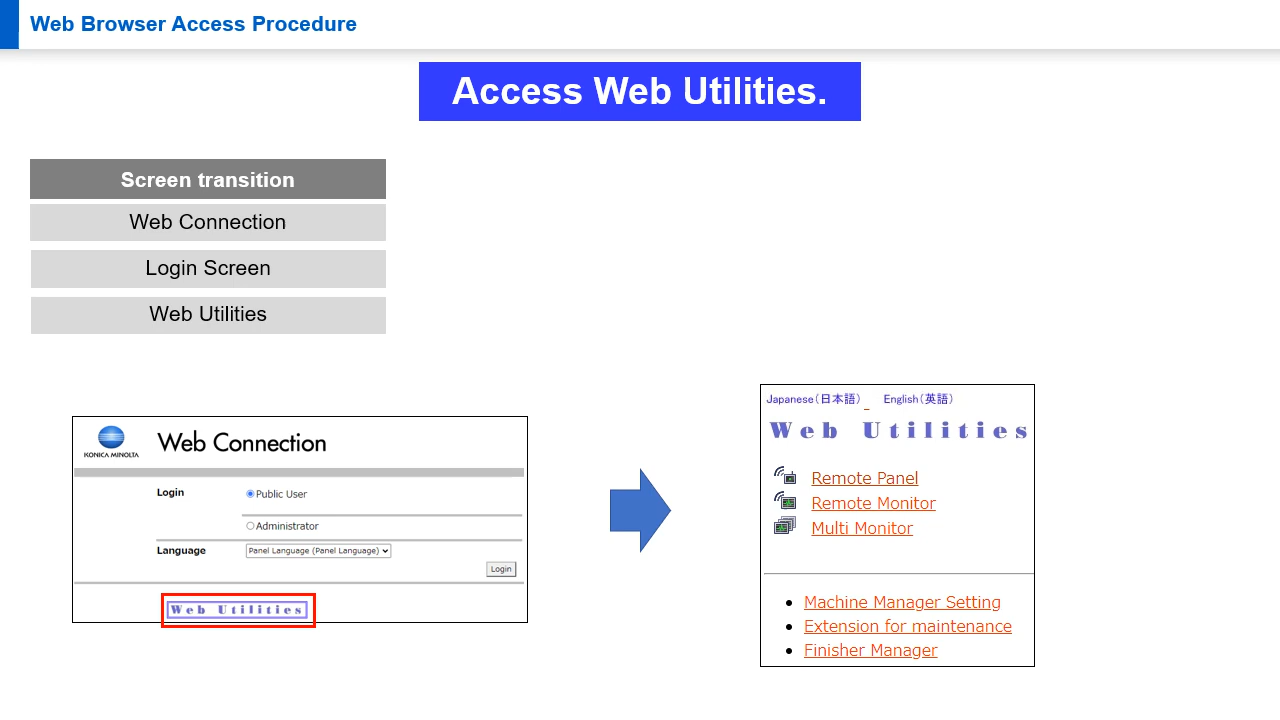 Web Browser Access Procedure
Access Web Utilities.
Screen transition
Web Connection
Login Screen
Web Utilities
KONICA MINOLTA
Web Connection
Login
Public User
Administrator
Language
Panel Language (Panel Language)
Login
Web Utilities
Japanese(日本語) English(英語)
Web Utilities
Remote Panel
Remote Monitor
Multi Monitor
Machine Manager Setting
Extension for maintenance
Finisher Manager